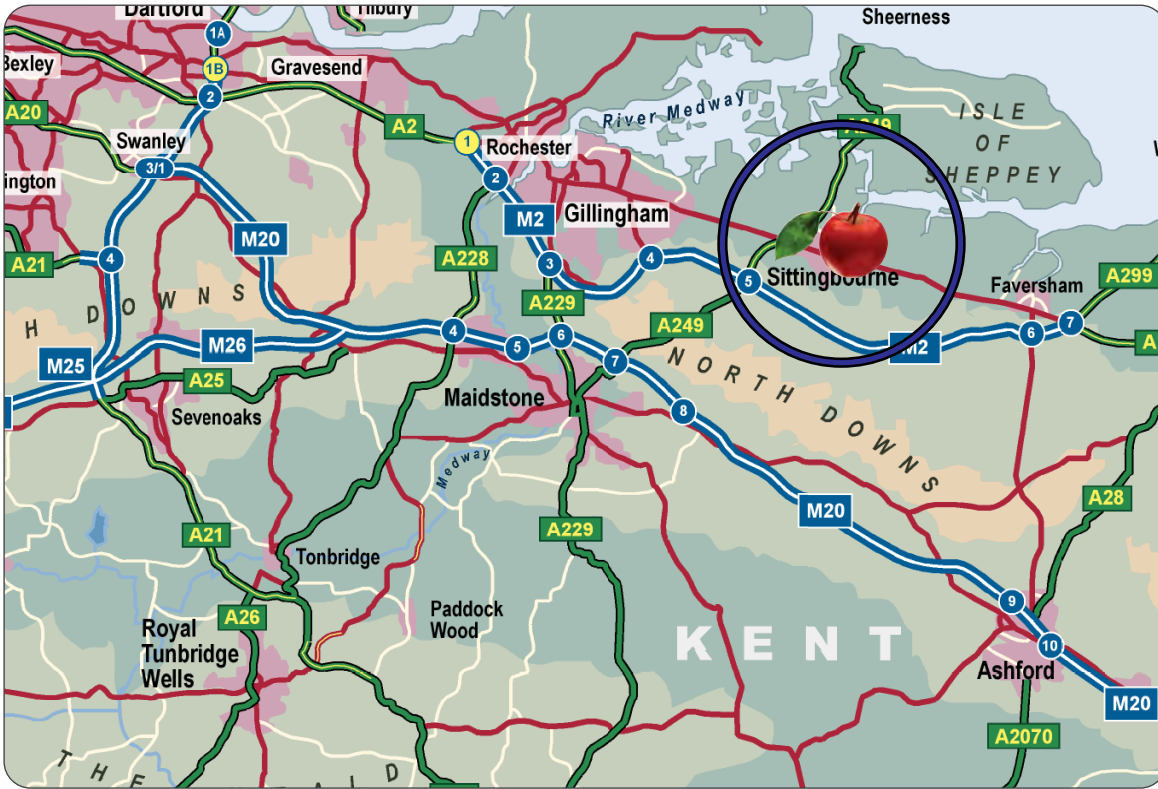 Dartford
Tilbury
Sheerness
1A
Bexley
1B
Gravesend
2
A20
A2
River Medway
A249
ISLE
OF
SHEPPEY
Swanley
1
Rochester
3/1
2
ington
M2
Gillingham
M20
A21
4
A228
3
4
5
Sittingbourne
A299
Faversham
H DOWNS
A229
A249
M26
4
5
6
7
M2
6
7
A
M25
NORTH DOWNS
A25
Sevenoaks
Maidstone
8
Medway
M20
A28
A21
A229
Tonbridge
9
A26
Paddock
Wood
Royal
Tunbridge
Wells
KENT
10
Ashford
M20
A2070
THE